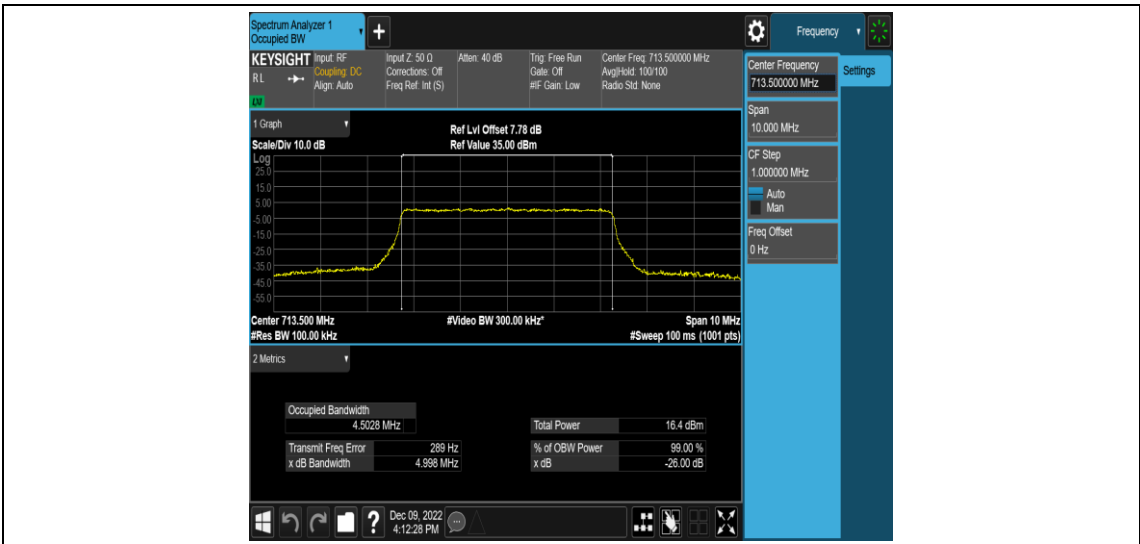 Spectrum Analyzer 1
Occupied BW
+
Frequency
KEYSIGHT
RL
LXI
Input: RF
Coupling: DC
Align: Auto
Input Z: 50 Ω
Corrections: Off
Freq Ref: Int (S)
Atten: 40 dB
Trig: Free Run
Gate: Off
#IF Gain: Low
Center Freq: 713.500000 MHz
Avg|Hold: 100/100
Radio Std: None
Center Frequency
713.500000 MHz
Settings
Span
10.000 MHz
CF Step
1.000000 MHz
Auto
Man
Freq Offset
0 Hz
1 Graph
Scale/Div 10.0 dB
Ref Lvl Offset 7.78 dB
Ref Value 35.00 dBm
Log
25.0
15.0
5.00
-5.00
-15.0
-25.0
-35.0
-45.0
-55.0
Center 713.500 MHz
#Video BW 300.00 kHz*
Span 10 MHz
#Res BW 100.00 kHz
#Sweep 100 ms (1001 pts)
2 Metrics
Occupied Bandwidth
4.5028 MHz
Total Power 16.4 dBm
Transmit Freq Error 289 Hz
% of OBW Power 99.00 %
x dB Bandwidth 4.998 MHz
x dB -26.00 dB
?
Dec 09, 2022
4:12:28 PM